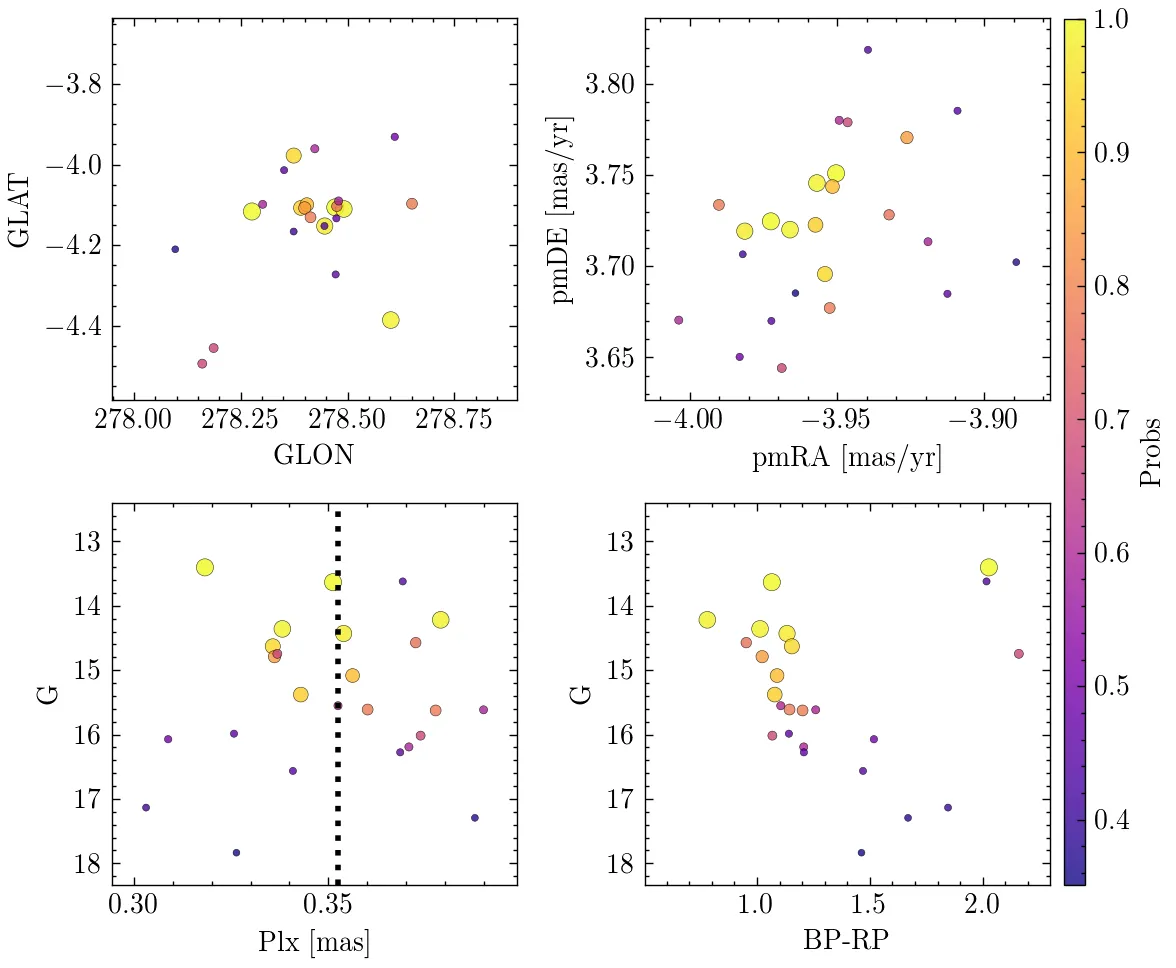 −3.8
−4.0
−4.2
−4.4
GLAT
278.00 278.25 278.50 278.75
GLON
3.80
3.75
3.70
3.65
pmDE [mas/yr]
−4.00 −3.95 −3.90
pmRA [mas/yr]
1.0
0.9
0.8
0.7
0.6
0.5
0.4
Probs
13
14
15
16
17
18
G
0.30 0.35
Plx [mas]
13
14
15
16
17
18
G
1.0 1.5 2.0
BP-RP